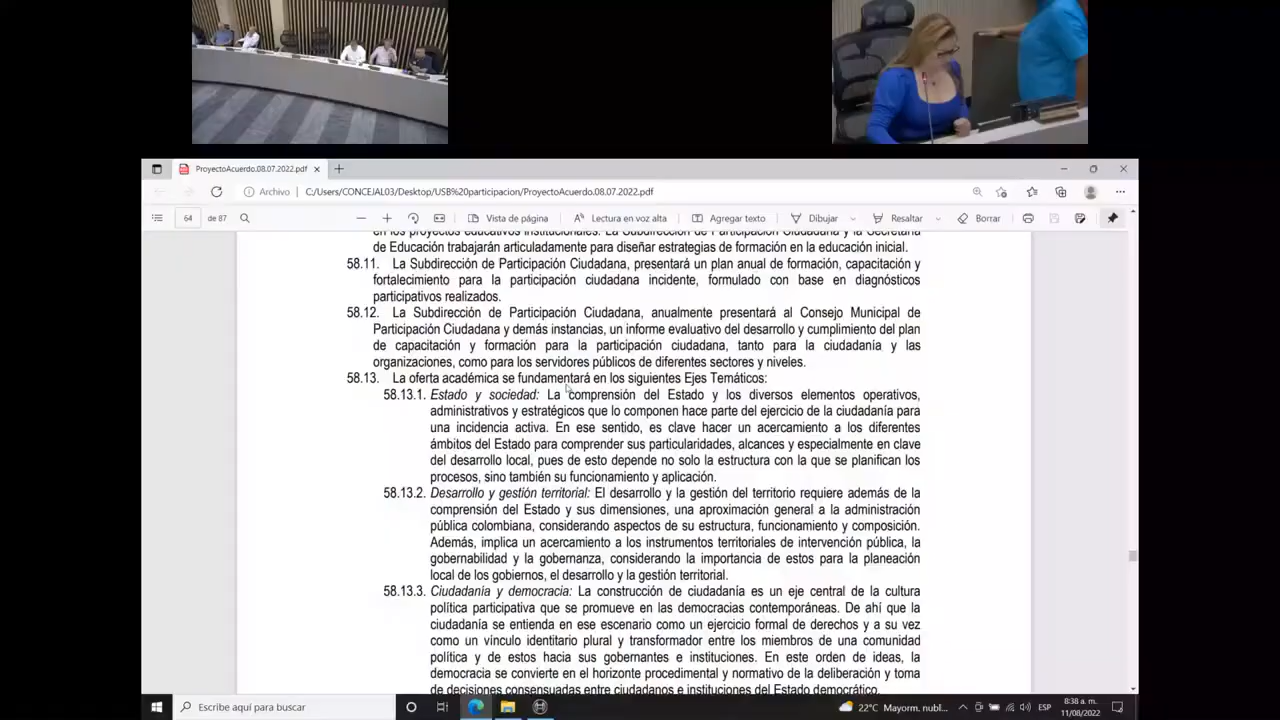 ProyectoAcuerdo.08.07.2022.pdf
Archivo C:/Users/CONCEJAL03/Desktop/USB%20participacion/ProyectoAcuerdo.08.07.2022.pdf
64 de 87 Vista de página Lectura en voz alta Agregar texto Dibujar Resaltar Borrar
en los proyectos educativos institucionales. La Subdirección de Participación Ciudadana y la Secretaría
de Educación trabajarán articuladamente para diseñar estrategias de formación en la educación inicial.
58.11. La Subdirección de Participación Ciudadana, presentará un plan anual de formación, capacitación y
fortalecimiento para la participación ciudadana incidente, formulado con base en diagnósticos
participativos realizados.
58.12. La Subdirección de Participación Ciudadana, anualmente presentará al Consejo Municipal de
Participación Ciudadana y demás instancias, un informe evaluativo del desarrollo y cumplimiento del plan
de capacitación y formación para la participación ciudadana, tanto para la ciudadanía y las
organizaciones, como para los servidores públicos de diferentes sectores y niveles.
58.13. La oferta académica se fundamentará en los siguientes Ejes Temáticos:
58.13.1. Estado y sociedad: La comprensión del Estado y los diversos elementos operativos,
administrativos y estratégicos que lo componen hace parte del ejercicio de la ciudadanía para
una incidencia activa. En ese sentido, es clave hacer un acercamiento a los diferentes
ámbitos del Estado para comprender sus particularidades, alcances y especialmente en clave
del desarrollo local, pues de esto depende no solo la estructura con la que se planifican los
procesos, sino también su funcionamiento y aplicación.
58.13.2. Desarrollo y gestión territorial: El desarrollo y la gestión del territorio requiere además de la
comprensión del Estado y sus dimensiones, una aproximación general a la administración
pública colombiana, considerando aspectos de su estructura, funcionamiento y composición.
Además, implica un acercamiento a los instrumentos territoriales de intervención pública, la
gobernabilidad y la gobernanza, considerando la importancia de estos para la planeación
local de los gobiernos, el desarrollo y la gestión territorial.
58.13.3. Ciudadanía y democracia: La construcción de ciudadanía es un eje central de la cultura
política participativa que se promueve en las democracias contemporáneas. De ahí que la
ciudadanía se entienda en ese escenario como un ejercicio formal de derechos y a su vez
como un vínculo identitario plural y transformador entre los miembros de una comunidad
política y de estos hacia sus gobernantes e instituciones. En este orden de ideas, la
democracia se convierte en el horizonte procedimental y normativo de la deliberación y toma
de decisiones consensuadas entre ciudadanos e instituciones del Estado democrático.
Escribe aquí para buscar 22°C Mayorm. nubl... ESP 8:38 a. m.
11/08/2022